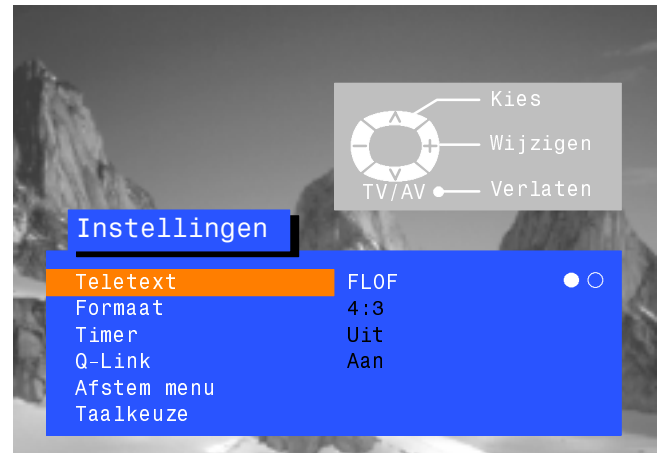 Kies
- + Wijzigen
TV/AV Verlaten
Instellingen
Teletext FLOF
Formaat 4:3
Timer Uit
Q-Link Aan
Afstem menu
Taalkeuze